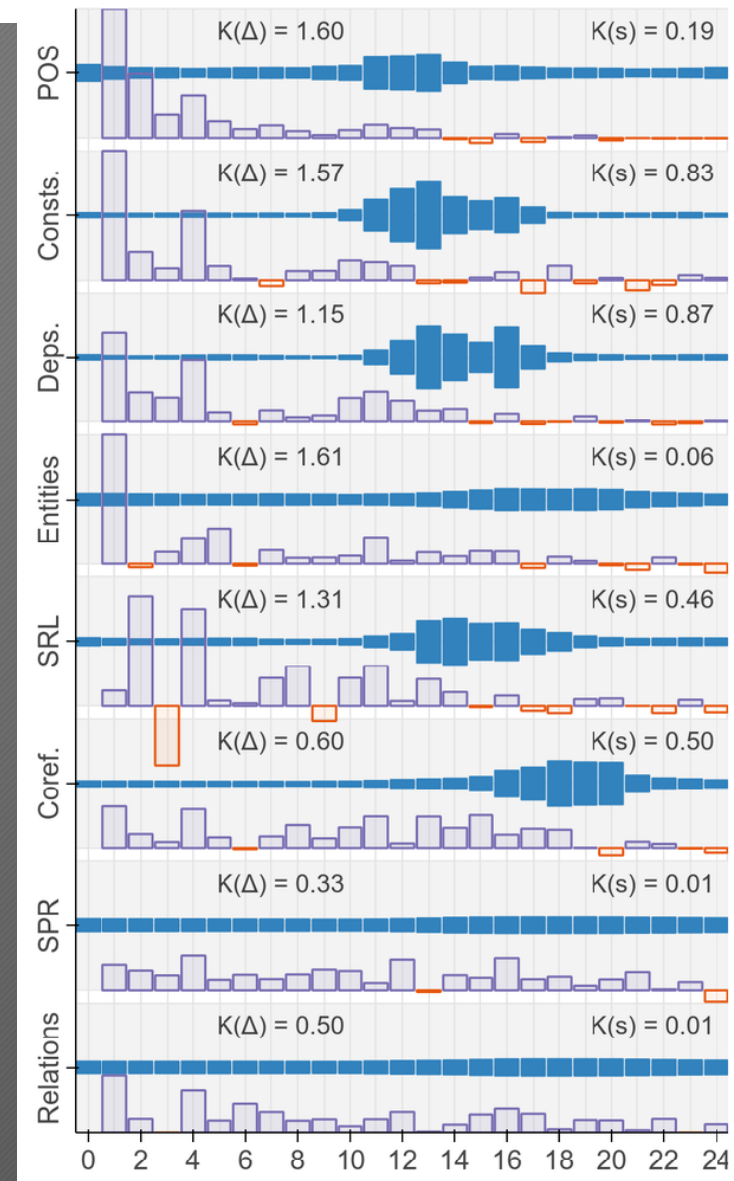 POS
K(Δ) = 1.60 K(s) = 0.19
Consts.
K(Δ) = 1.57 K(s) = 0.83
Deps.
K(Δ) = 1.15 K(s) = 0.87
Entities
K(Δ) = 1.61 K(s) = 0.06
SRL
K(Δ) = 1.31 K(s) = 0.46
Coref.
K(Δ) = 0.60 K(s) = 0.50
SPR
K(Δ) = 0.33 K(s) = 0.01
Relations
K(Δ) = 0.50 K(s) = 0.01
0 2 4 6 8 10 12 14 16 18 20 22 24